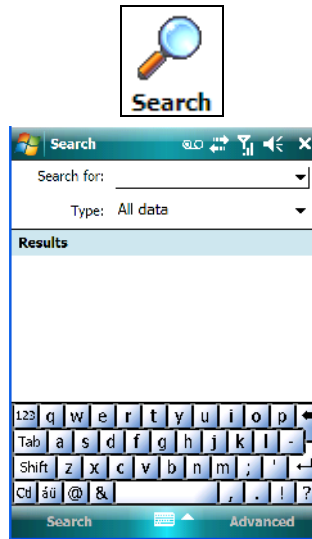 Search
Search
Search for:
Type: All data
Results
123 q w e r t y u i o p
Tab a s d f g h j k l -
Shift z x c v b n m ; '
Ctl áü @ & , . ! ?
Search Advanced